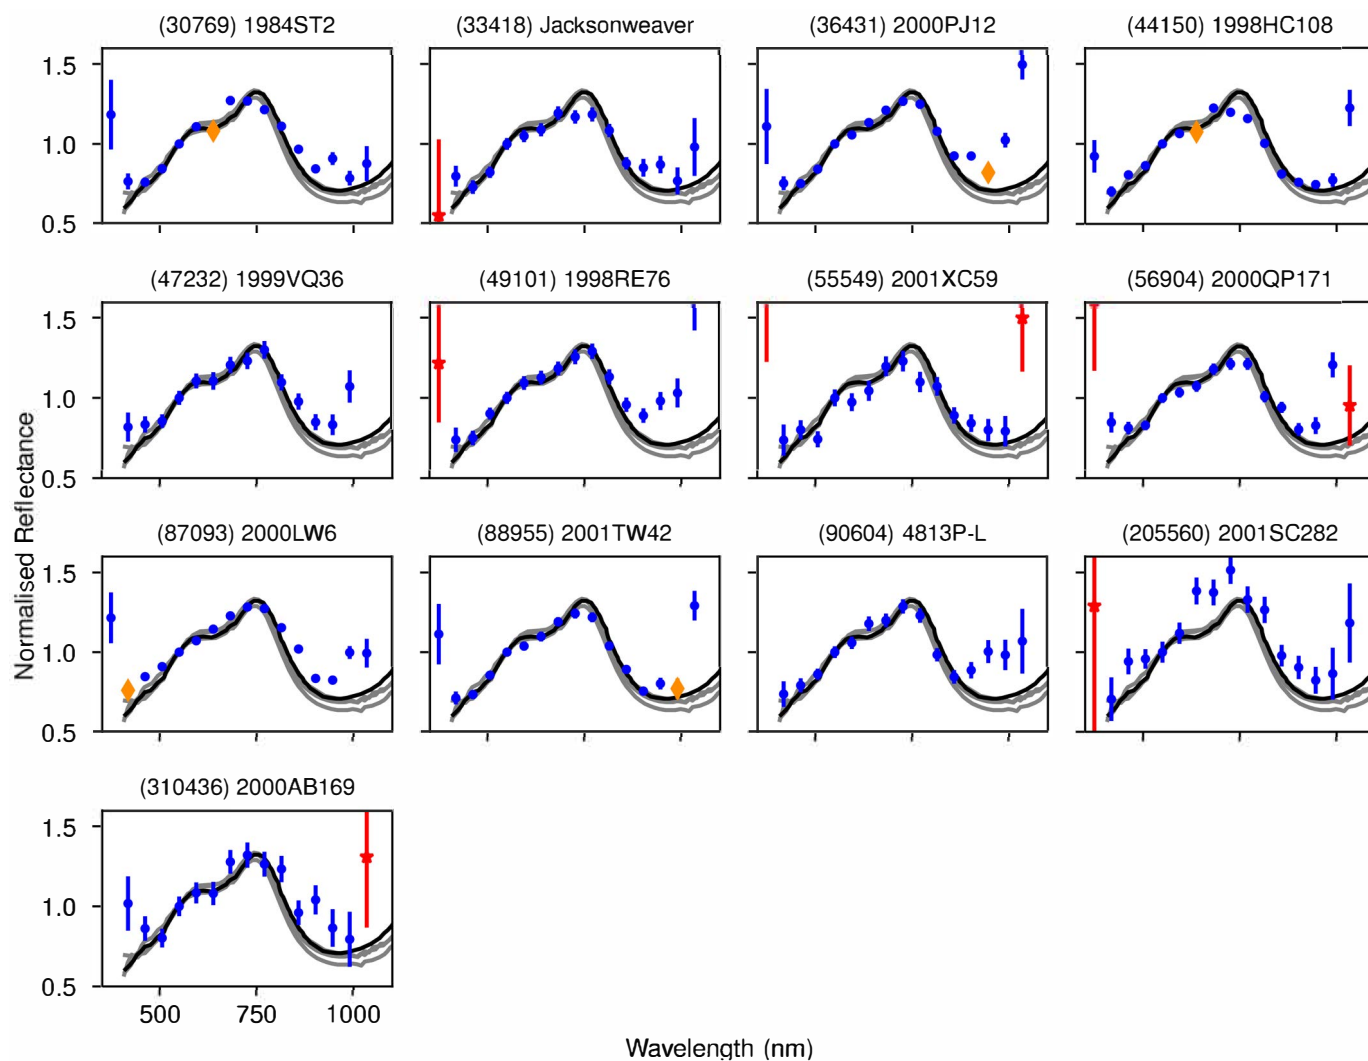 (30769) 1984ST2
(33418) Jacksonweaver
(36431) 2000PJ12
(44150) 1998HC108
1.5
1.0
0.5
(47232) 1999VQ36
(49101) 1998RE76
(55549) 2001XC59
(56904) 2000QP171
1.5
1.0
0.5
Normalised Reflectance
(87093) 2000LW6
(88955) 2001TW42
(90604) 4813P-L
(205560) 2001SC282
1.5
1.0
0.5
(310436) 2000AB169
1.5
1.0
0.5
500
750
1000
Wavelength (nm)